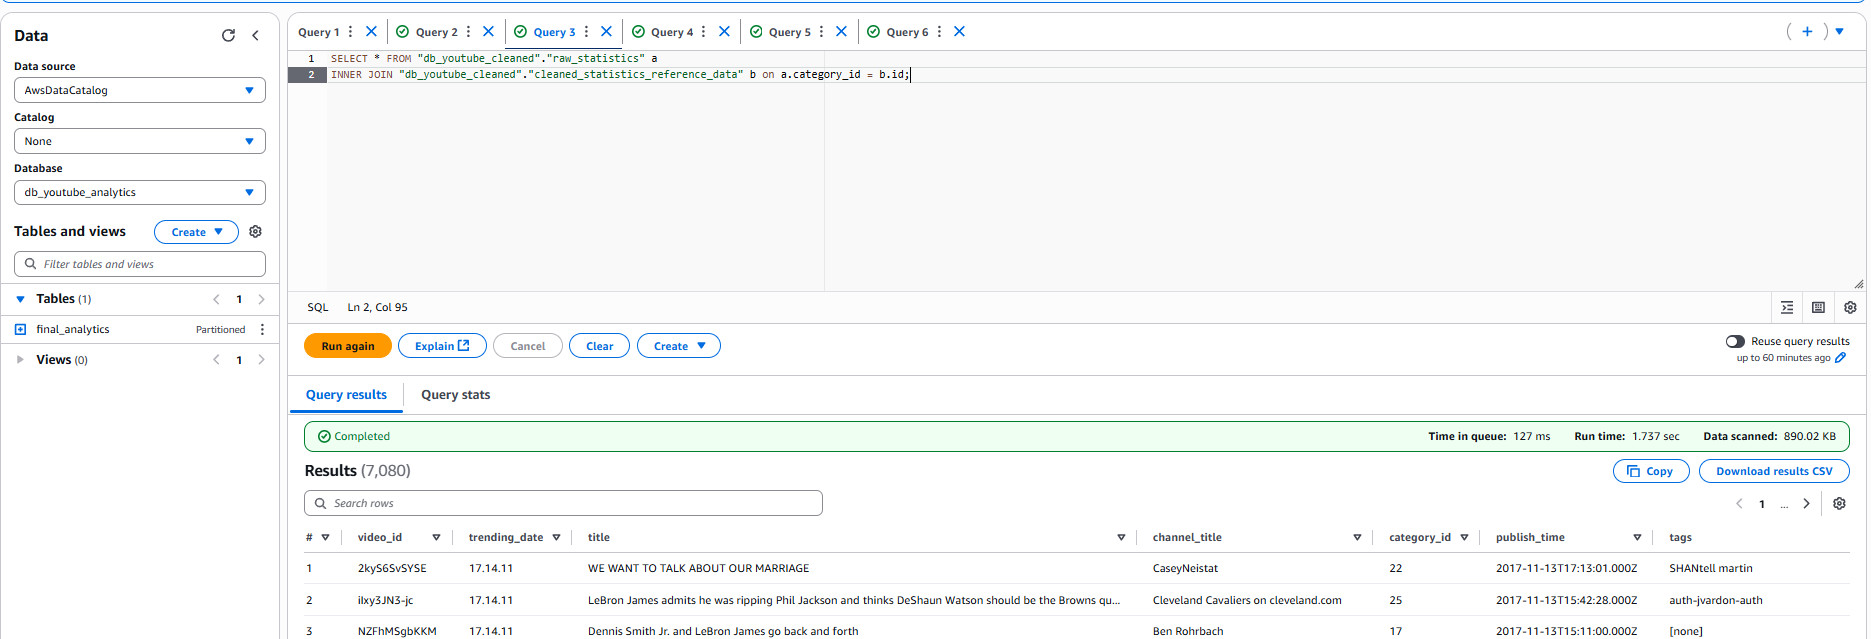 Data
Data source
AwsDataCatalog
Catalog
None
Database
db_youtube_analytics
Tables and views
Create
Filter tables and views
Tables (1)
1
final_analytics
Partitioned
Views (0)
1
Query 1
Query 2
Query 3
Query 4
Query 5
Query 6
1 SELECT * FROM "db_youtube_cleaned"."raw_statistics" a
2 INNER JOIN "db_youtube_cleaned"."cleaned_statistics_reference_data" b on a.category_id = b.id;
SQL Ln 2, Col 95
Run again
Explain
Cancel
Clear
Create
Reuse query results
up to 60 minutes ago
Query results
Query stats
Completed
Time in queue: 127 ms Run time: 1.737 sec Data scanned: 890.02 KB
Results (7,080)
Copy
Download results CSV
Search rows
1 ...
# video_id trending_date title channel_title category_id publish_time tags
1 2kyS6SvSYSE 17.14.11 WE WANT TO TALK ABOUT OUR MARRIAGE CaseyNeistat 22 2017-11-13T17:13:01.000Z SHANtell martin
2 iIxy3JN3-jc 17.14.11 LeBron James admits he was ripping Phil Jackson and thinks DeShaun Watson should be the Browns qu... Cleveland Cavaliers on cleveland.com 25 2017-11-13T15:42:28.000Z auth-jvardon-auth
3 NZFhMSgbKKM 17.14.11 Dennis Smith Jr. and LeBron James go back and forth Ben Rohrbach 17 2017-11-13T15:11:00.000Z [none]